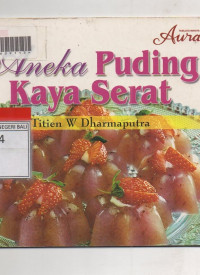 Aura
Aneka Puding
Kaya Serat
Titien W Dharmaputra
NEGERI BALI
4